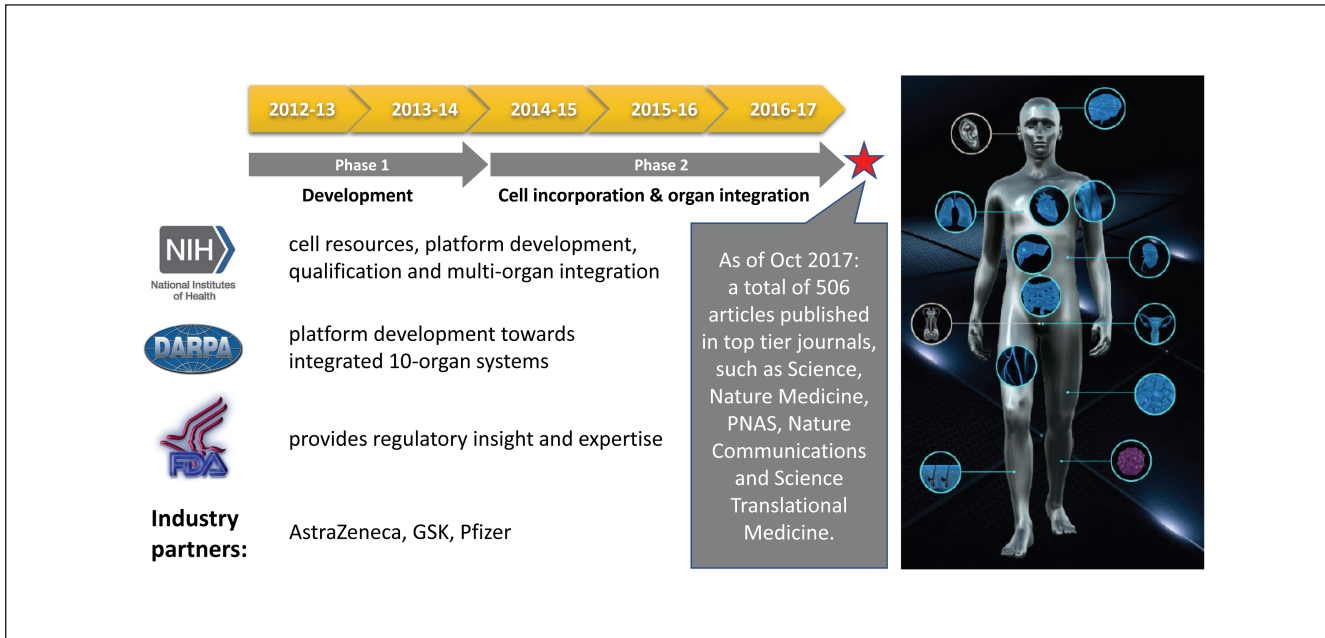 2012-13
2013-14
2014-15
2015-16
2016-17
Phase 1
Phase 2
Development
Cell incorporation & organ integration
NIH
National Institutes
of Health
cell resources, platform development,
qualification and multi-organ integration
DARPA
platform development towards
integrated 10-organ systems
FDA
provides regulatory insight and expertise
Industry
partners:
AstraZeneca, GSK, Pfizer
As of Oct 2017:
a total of 506
articles published
in top tier journals,
such as Science,
Nature Medicine,
PNAS, Nature
Communications
and Science
Translational
Medicine.